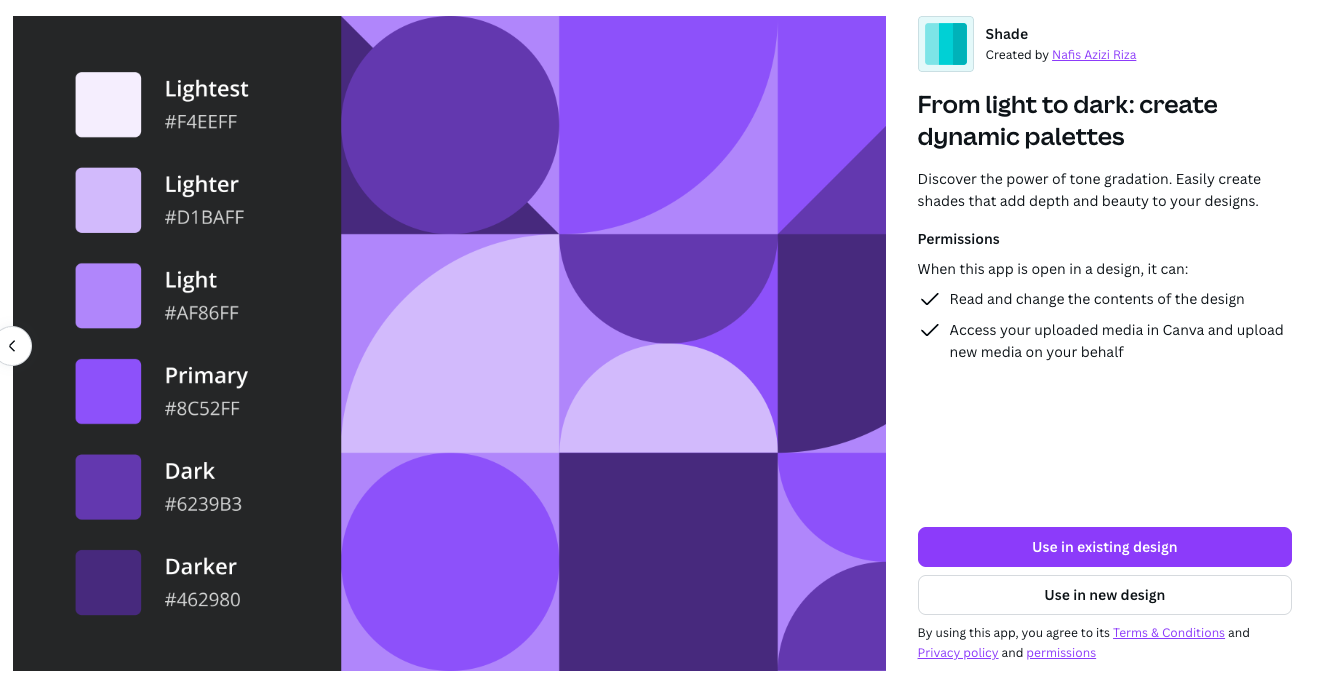 Lightest
#F4EEFF
Lighter
#D1BAFF
Light
#AF86FF
Primary
#8C52FF
Dark
#6239B3
Darker
#462980
Shade
Created by Nafis Azizi Riza
From light to dark: create
dynamic palettes
Discover the power of tone gradation. Easily create
shades that add depth and beauty to your designs.
Permissions
When this app is open in a design, it can:
Read and change the contents of the design
Access your uploaded media in Canva and upload
new media on your behalf
Use in existing design
Use in new design
By using this app, you agree to its Terms & Conditions and
Privacy policy and permissions